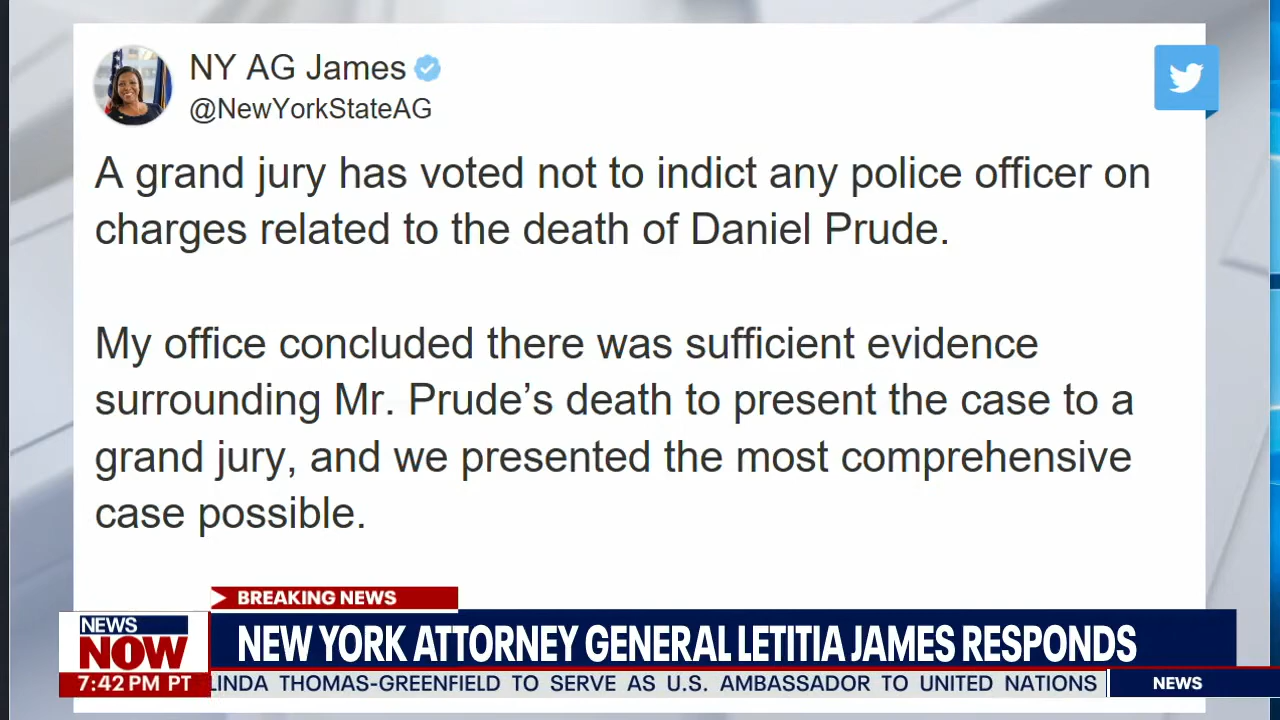 NY AG James
@NewYorkStateAG
A grand jury has voted not to indict any police officer on
charges related to the death of Daniel Prude.
My office concluded there was sufficient evidence
surrounding Mr. Prude’s death to present the case to a
grand jury, and we presented the most comprehensive
case possible.
BREAKING NEWS
NEWS
NOW
NEW YORK ATTORNEY GENERAL LETITIA JAMES RESPONDS
7:42 PM PT
LINDA THOMAS-GREENFIELD TO SERVE AS U.S. AMBASSADOR TO UNITED NATIONS
NEWS